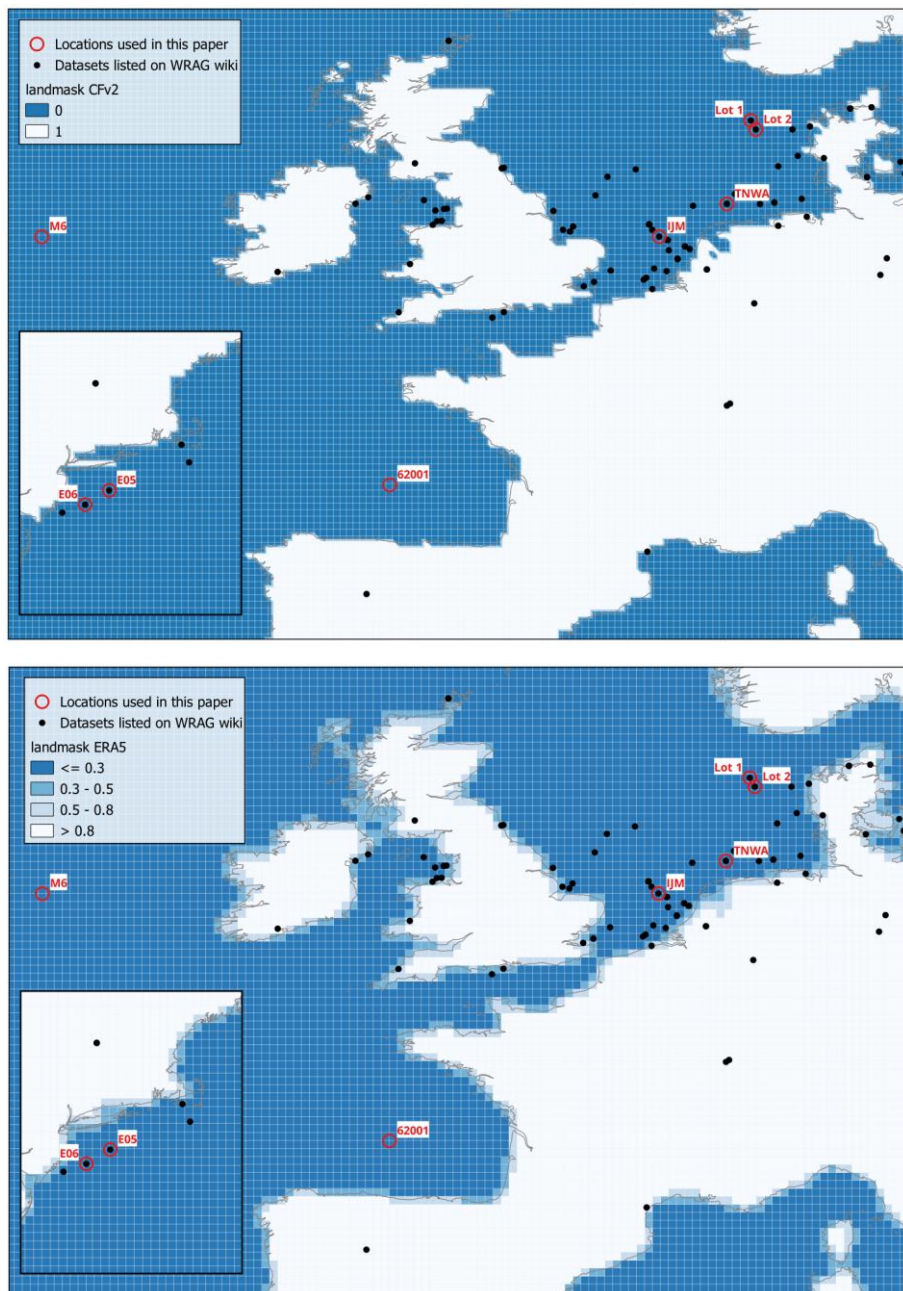 Locations used in this paper
Datasets listed on WRAG wiki
landmask CFv2
0
1
Lot 1
Lot 2
TNWA
IJM
M6
62001
E05
E06
Locations used in this paper
Datasets listed on WRAG wiki
landmask ERA5
<= 0.3
0.3 - 0.5
0.5 - 0.8
> 0.8
Lot 1
Lot 2
TNWA
IJM
M6
62001
E05
E06